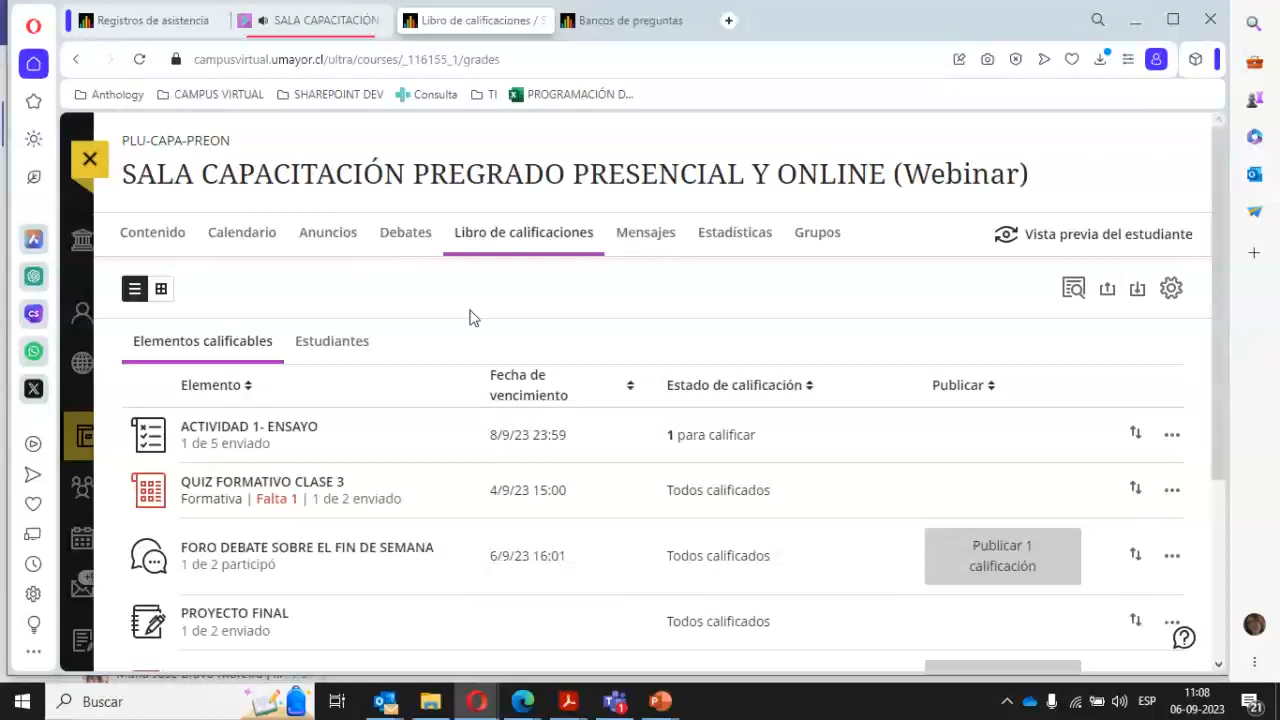 Registros de asistencia
SALA CAPACITACIÓN
Libro de calificaciones / S
Bancos de preguntas
campusvirtual.umayor.cl/ultra/courses/_116155_1/grades
Anthology
CAMPUS VIRTUAL
SHAREPOINT DEV
Consulta
TI
PROGRAMACIÓN D...
PLU-CAPA-PREON
SALA CAPACITACIÓN PREGRADO PRESENCIAL Y ONLINE (Webinar)
Contenido
Calendario
Anuncios
Debates
Libro de calificaciones
Mensajes
Estadísticas
Grupos
Vista previa del estudiante
CS
Elementos calificables
Estudiantes
Elemento
Fecha de
vencimiento
Estado de calificación
Publicar
ACTIVIDAD 1- ENSAYO
1 de 5 enviado
8/9/23 23:59
1 para calificar
QUIZ FORMATIVO CLASE 3
Formativa | Falta 1 | 1 de 2 enviado
4/9/23 15:00
Todos calificados
FORO DEBATE SOBRE EL FIN DE SEMANA
1 de 2 participó
6/9/23 16:01
Todos calificados
Publicar 1
calificación
PROYECTO FINAL
1 de 2 enviado
Todos calificados
Buscar
ESP
11:08
06-09-2023
21